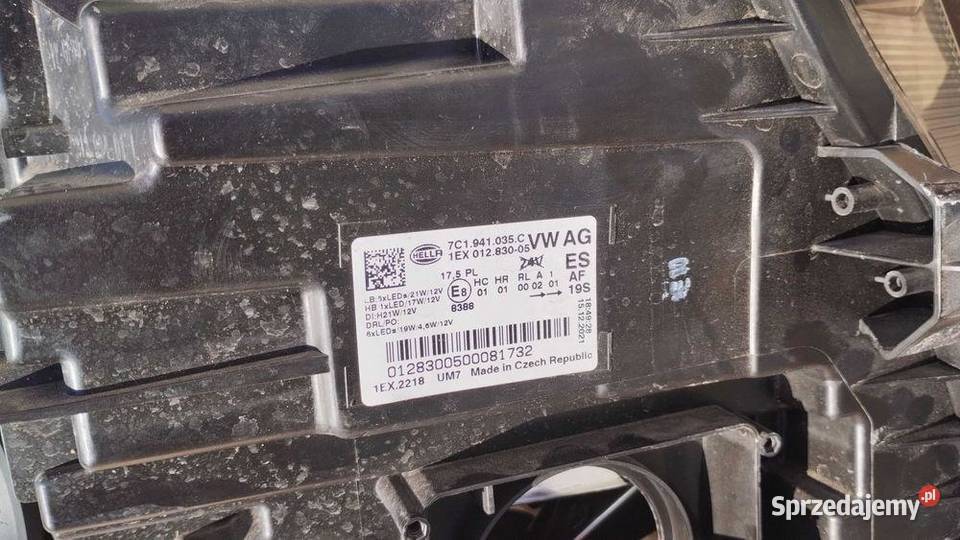 HELLA 7C1.941.035.C VW AG
1EX 012.830-05
24V ES
17,5 PL HC HR RL A 1 AF
E8 01 01 00 02 01 19S
8388
LB:5xLEDs/21W/12V
HB:1xLED/17W/12V
DI:H21W/12V
DRL/PO:
6xLEDs/19W/4,6W/12V
18:49:28
15.12.2021
0128300500081732
1EX.2218 UM7 Made in Czech Republic
Sprzedajemy.pl